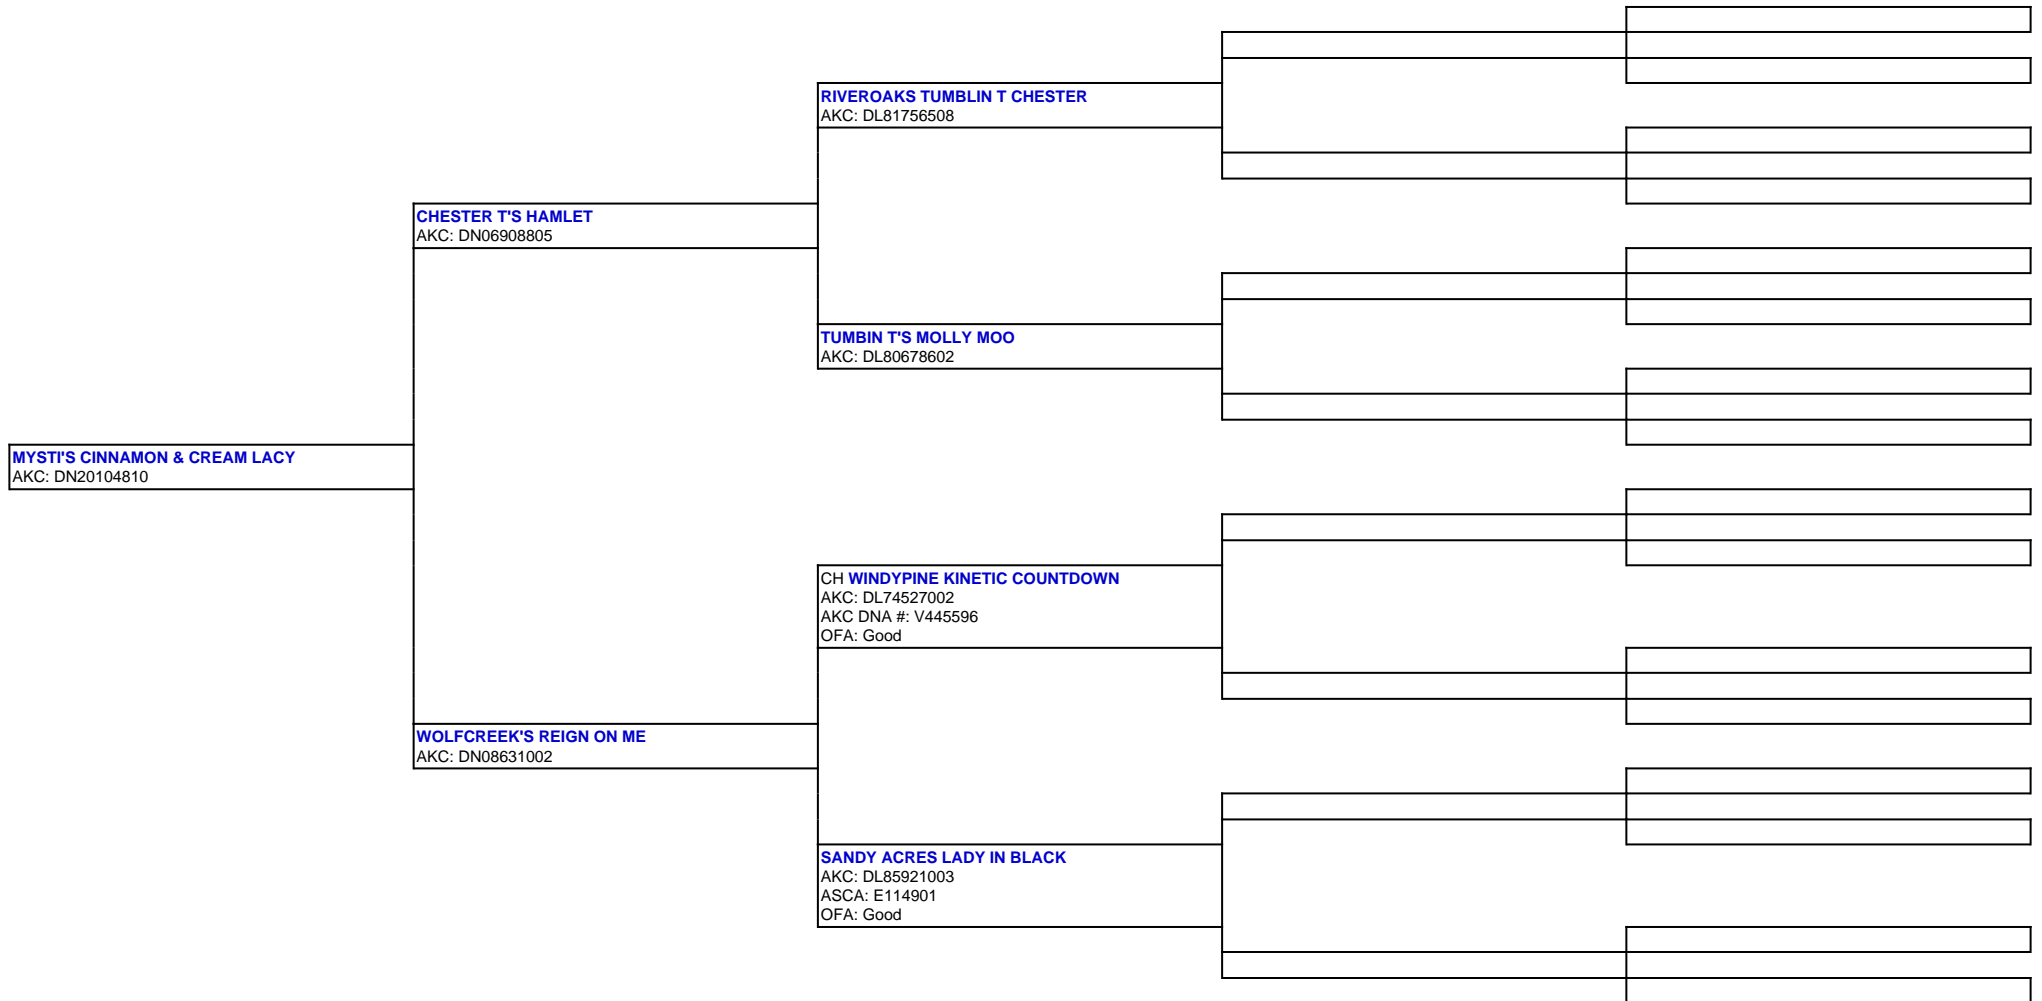 RIVEROAKS TUMBLIN T CHESTER
AKC: DL81756508
CHESTER T'S HAMLET
AKC: DN06908805
TUMBIN T'S MOLLY MOO
AKC: DL80678602
MYSTI'S CINNAMON & CREAM LACY
AKC: DN20104810
CH WINDYPINE KINETIC COUNTDOWN
AKC: DL74527002
AKC DNA #: V445596
OFA: Good
WOLFCREEK'S REIGN ON ME
AKC: DN08631002
SANDY ACRES LADY IN BLACK
AKC: DL85921003
ASCA: E114901
OFA: Good